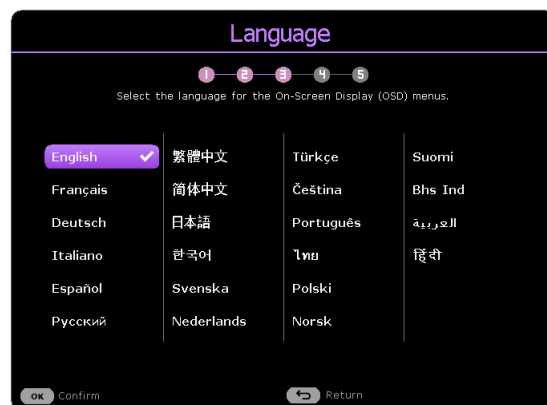 Language
1 2 3 4 5
Select the language for the On-Screen Display (OSD) menus.
English
Français
Deutsch
Italiano
Español
Русский
繁體中文
简体中文
日本語
한국어
Svenska
Nederlands
Türkçe
Čeština
Português
ไทย
Polski
Norsk
Suomi
Bhs Ind
العربية
हिंदी
OK Confirm
Return